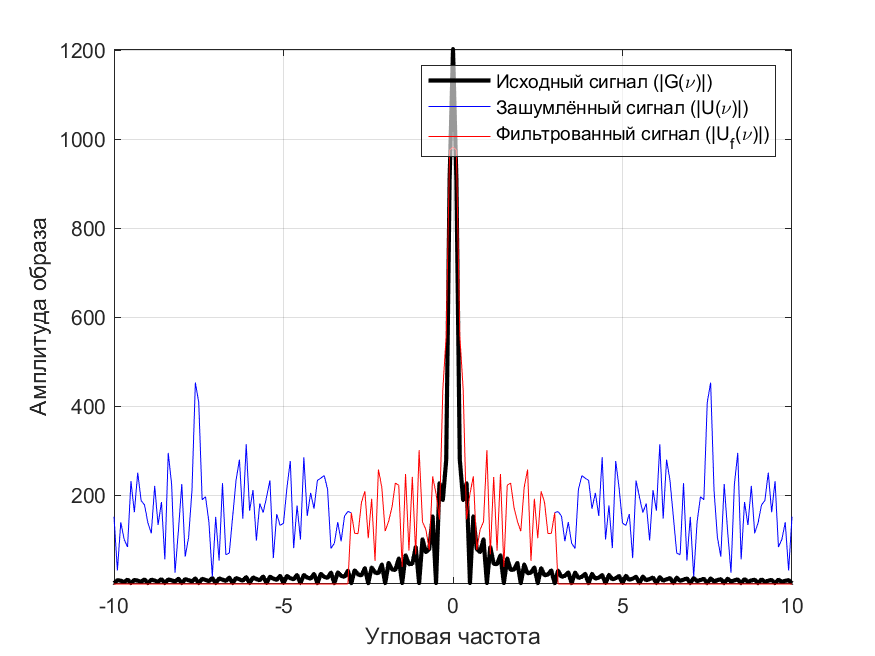 1200
1000
800
600
400
200
-10
-5
0
5
10
Амплитуда образа
Угловая частота
Исходный сигнал (|G(ν)|)
Зашумлённый сигнал (|U(ν)|)
Фильтрованный сигнал (|U_f(ν)|)